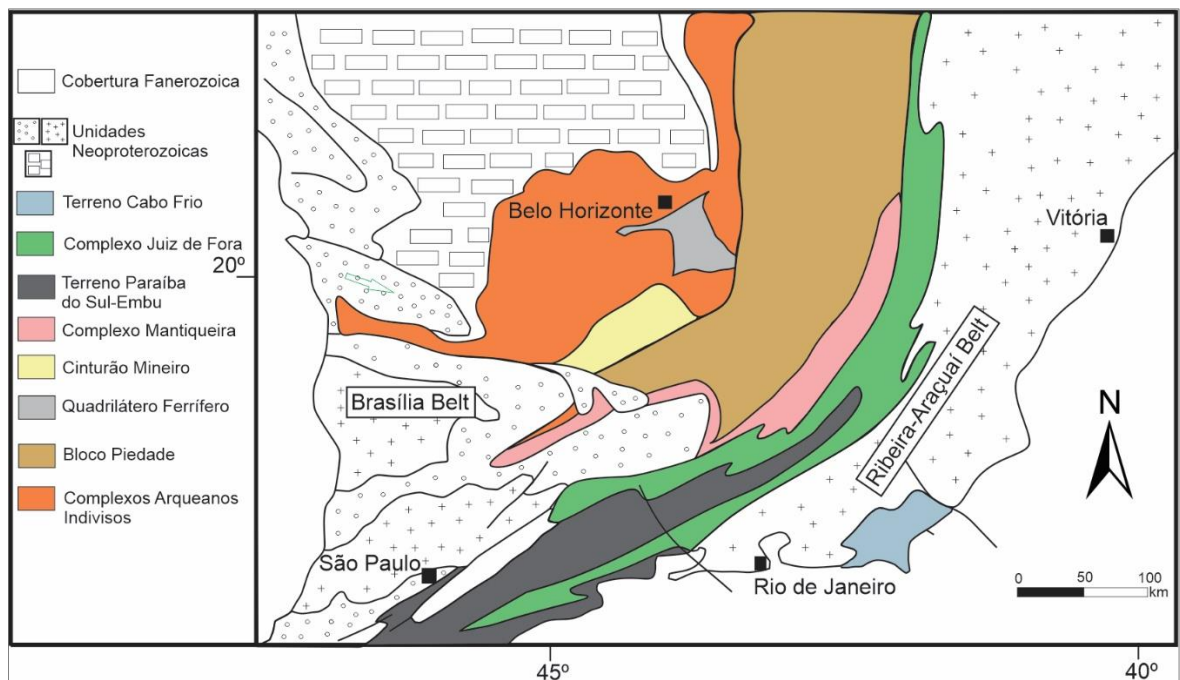 Cobertura Fanerozoica
Unidades
Neoproterozoicas
Terreno Cabo Frio
Complexo Juiz de Fora
Terreno Paraíba
do Sul-Embu
Complexo Mantiqueira
Cinturão Mineiro
Quadrilátero Ferrífero
Bloco Piedade
Complexos Arqueanos
Indivisos
20º
Belo Horizonte
Vitória
Brasília Belt
Ribeira-Araçuaí Belt
N
São Paulo
Rio de Janeiro
0 50 100
km
45º
40º